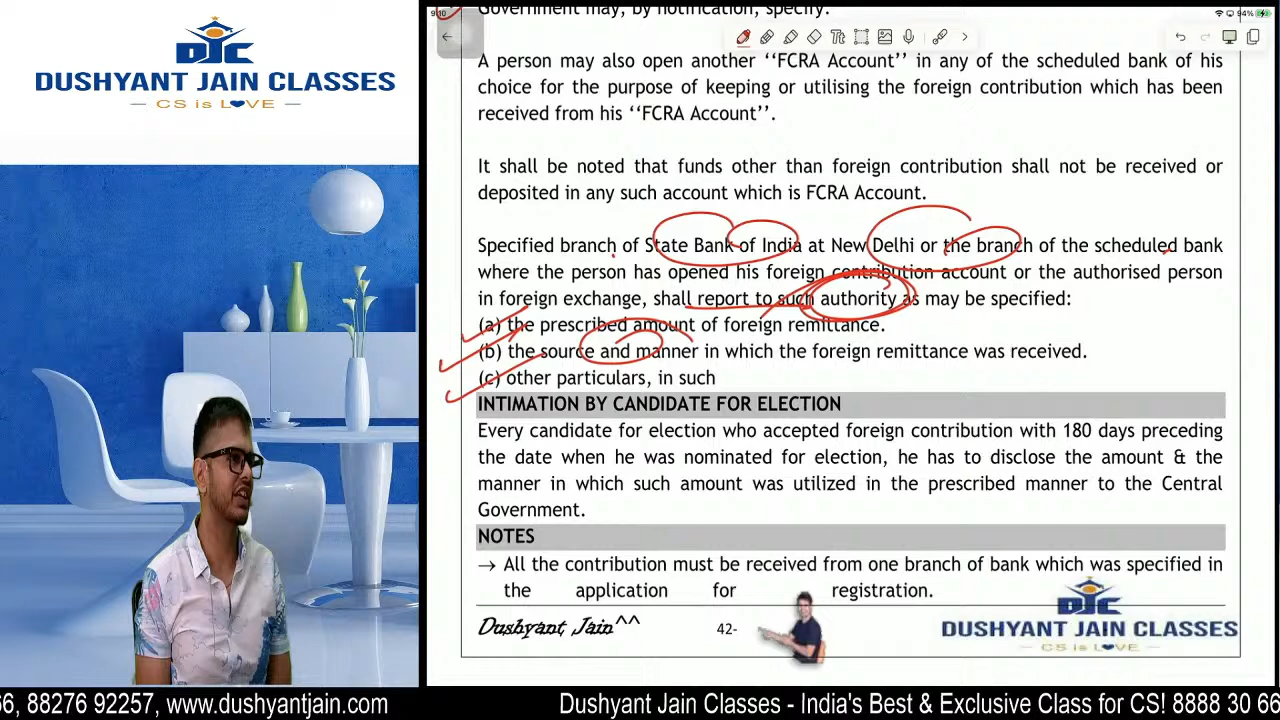 9:10
94%
DJC
DUSHYANT JAIN CLASSES
CS is L♥VE
Government may, by notification, specify.
A person may also open another ‘‘FCRA Account’’ in any of the scheduled bank of his
choice for the purpose of keeping or utilising the foreign contribution which has been
received from his ‘‘FCRA Account’’.
It shall be noted that funds other than foreign contribution shall not be received or
deposited in any such account which is FCRA Account.
Specified branch of State Bank of India at New Delhi or the branch of the scheduled bank
where the person has opened his foreign contribution account or the authorised person
in foreign exchange, shall report to such authority as may be specified:
(a) the prescribed amount of foreign remittance.
(b) the source and manner in which the foreign remittance was received.
(c) other particulars, in such
INTIMATION BY CANDIDATE FOR ELECTION
Every candidate for election who accepted foreign contribution with 180 days preceding
the date when he was nominated for election, he has to disclose the amount & the
manner in which such amount was utilized in the prescribed manner to the Central
Government.
NOTES
→ All the contribution must be received from one branch of bank which was specified in
the application for registration.
Dushyant Jain^^
42-
DJC
DUSHYANT JAIN CLASSES
CS is L♥VE
66, 88276 92257, www.dushyantjain.com
Dushyant Jain Classes - India's Best & Exclusive Class for CS! 8888 30 66